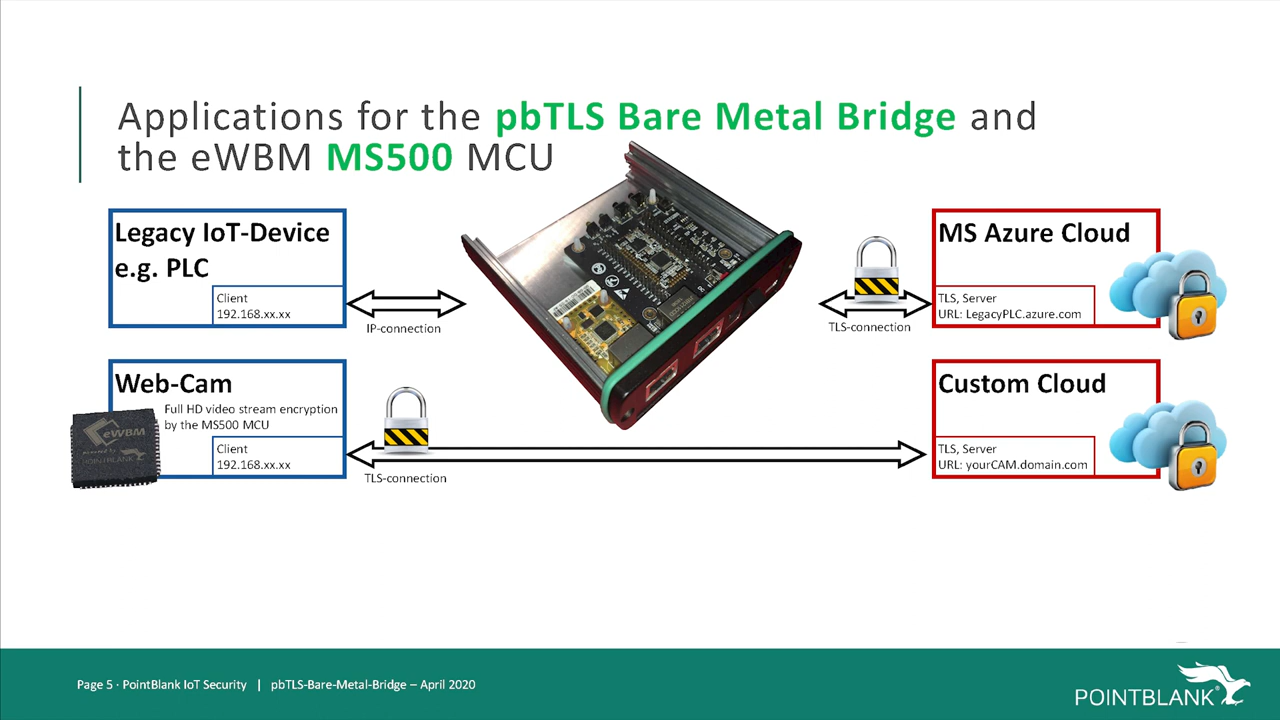 Applications for the pbTLS Bare Metal Bridge and
the eWBM MS500 MCU
Legacy IoT-Device
e.g. PLC
Client
192.168.xx.xx
IP-connection
TLS-connection
MS Azure Cloud
TLS, Server
URL: LegacyPLC.azure.com
Web-Cam
Full HD video stream encryption
by the MS500 MCU
Client
192.168.xx.xx
eWBM
powered by
POINTBLANK
TLS-connection
Custom Cloud
TLS, Server
URL: yourCAM.domain.com
Page 5 · PointBlank IoT Security | pbTLS-Bare-Metal-Bridge – April 2020
POINTBLANK®